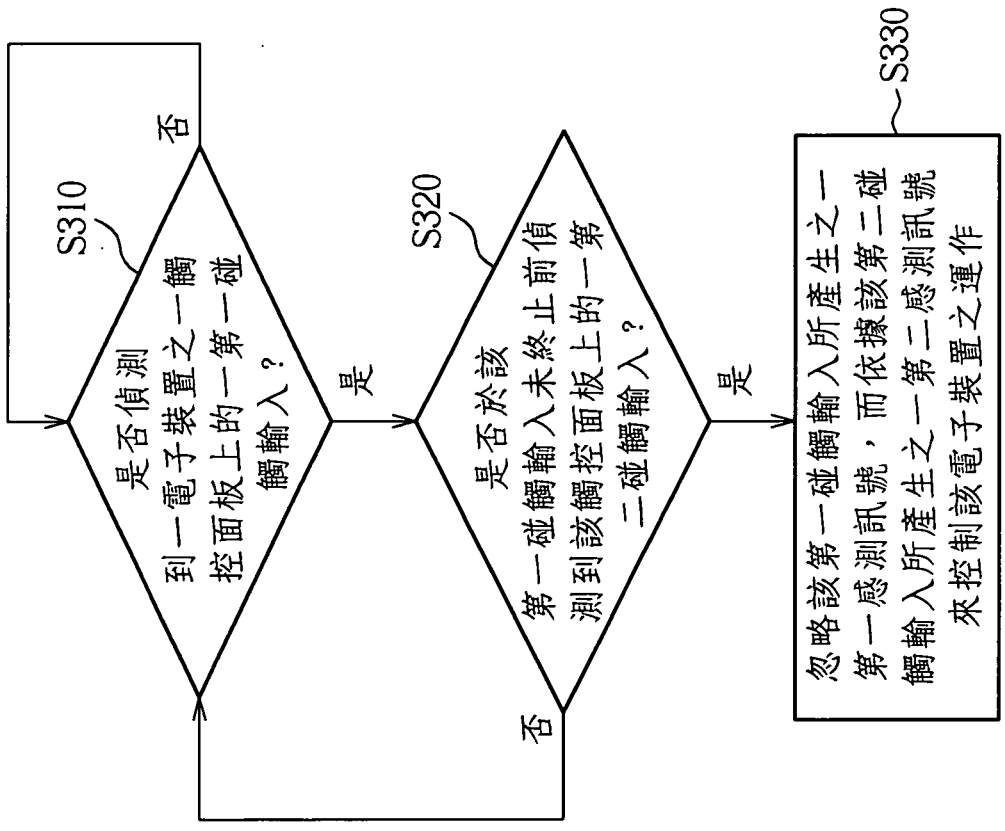 S310
是否偵測
到一電子裝置之一觸
控面板上的一第一碰
觸輸入？
否
是
S320
是否於該
第一碰觸輸入未終止前偵
測到該觸控面板上的一第
二碰觸輸入？
否
是
S330
忽略該第一碰觸輸入所產生之一
第一感測訊號，而依據該第二碰
觸輸入所產生之一第二感測訊號
來控制該電子裝置之運作